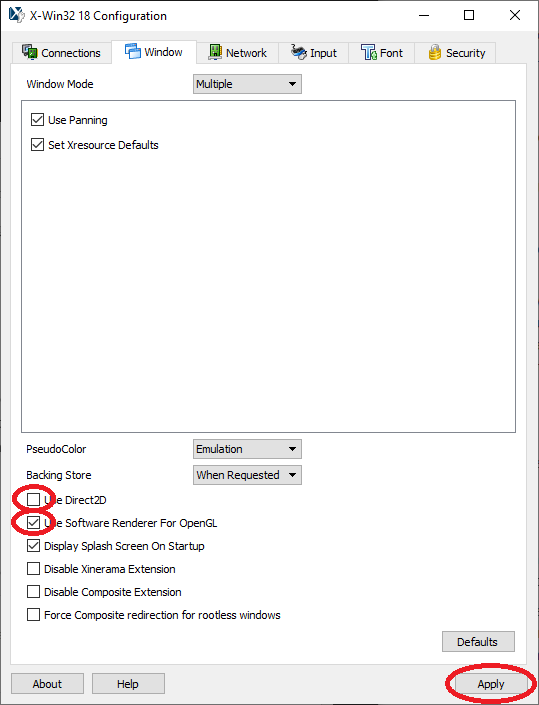 X-Win32 18 Configuration
Connections Window Network Input Font Security
Window Mode Multiple
Use Panning
Set Xresource Defaults
PseudoColor Emulation
Backing Store When Requested
Use Direct2D
Use Software Renderer For OpenGL
Display Splash Screen On Startup
Disable Xinerama Extension
Disable Composite Extension
Force Composite redirection for rootless windows
Defaults
About Help Apply